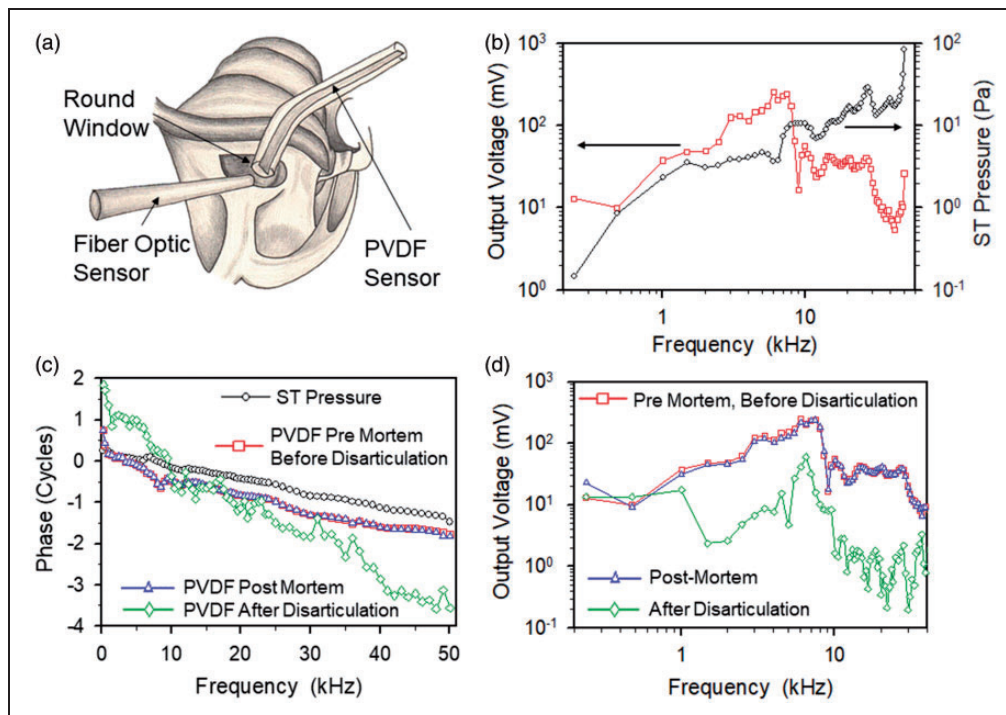 (a)
Round
Window
Fiber Optic
Sensor
PVDF
Sensor
(b)
10³
10²
10¹
10⁰
Output Voltage (mV)
10²
10¹
10⁰
10⁻¹
ST Pressure (Pa)
1
10
Frequency (kHz)
(c)
2
1
0
-1
-2
-3
-4
Phase (Cycles)
ST Pressure
PVDF Pre Mortem
Before Disarticulation
PVDF Post Mortem
PVDF After Disarticulation
0
10
20
30
40
50
Frequency (kHz)
(d)
10³
10²
10¹
10⁰
10⁻¹
Output Voltage (mV)
Pre Mortem, Before Disarticulation
Post-Mortem
After Disarticulation
1
10
Frequency (kHz)